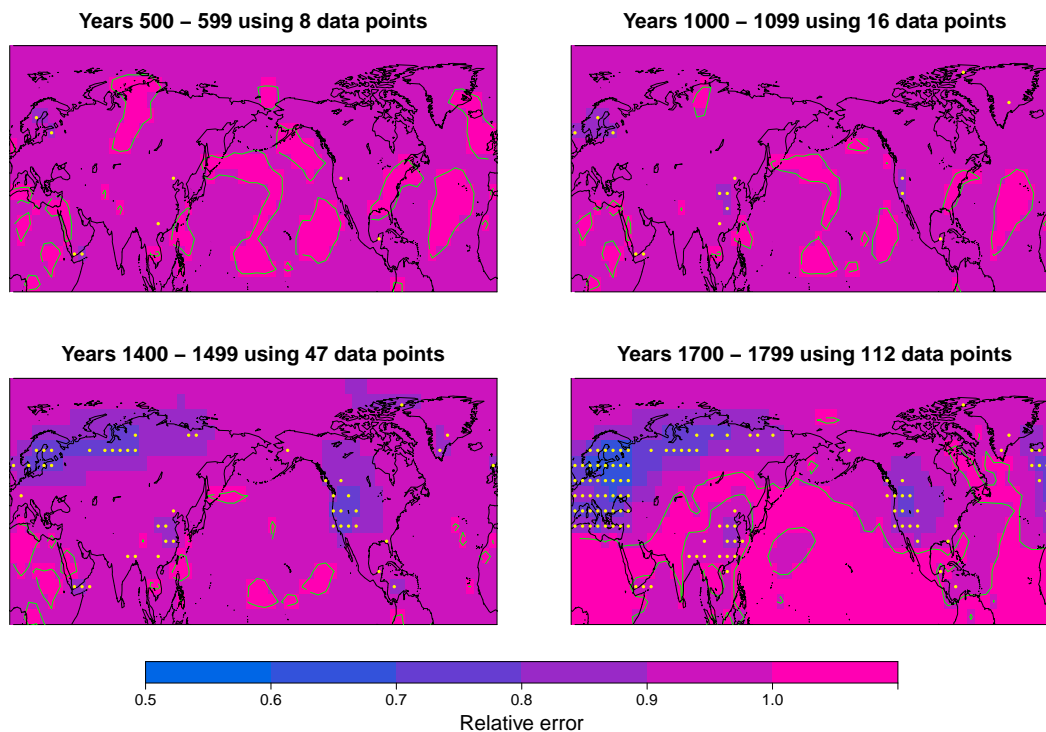 Years 500 – 599 using 8 data points
Years 1000 – 1099 using 16 data points
Years 1400 – 1499 using 47 data points
Years 1700 – 1799 using 112 data points
0.5 0.6 0.7 0.8 0.9 1.0
Relative error